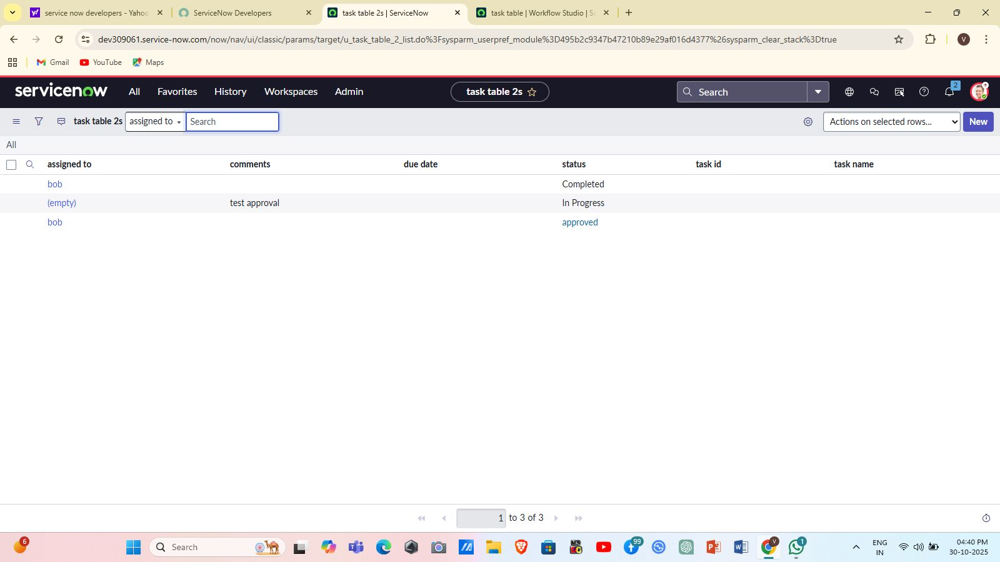 service now developers - Yahoo
ServiceNow Developers
task table 2s | ServiceNow
task table | Workflow Studio | Se
dev309061.service-now.com/now/nav/ui/classic/params/target/u_task_table_2_list.do%3Fsysparm_userpref_module%3D495b2c9347b47210b89e29af016d4377%26sysparm_clear_stack%3Dtrue
V
Gmail
YouTube
Maps
servicenow
All
Favorites
History
Workspaces
Admin
task table 2s
Search
2
task table 2s
assigned to
Search
Actions on selected rows...
New
All
assigned to comments due date status task id task name
bob Completed
(empty) test approval In Progress
bob approved
1 to 3 of 3
6
Search
99
V
1
ENG
IN
04:40 PM
30-10-2025